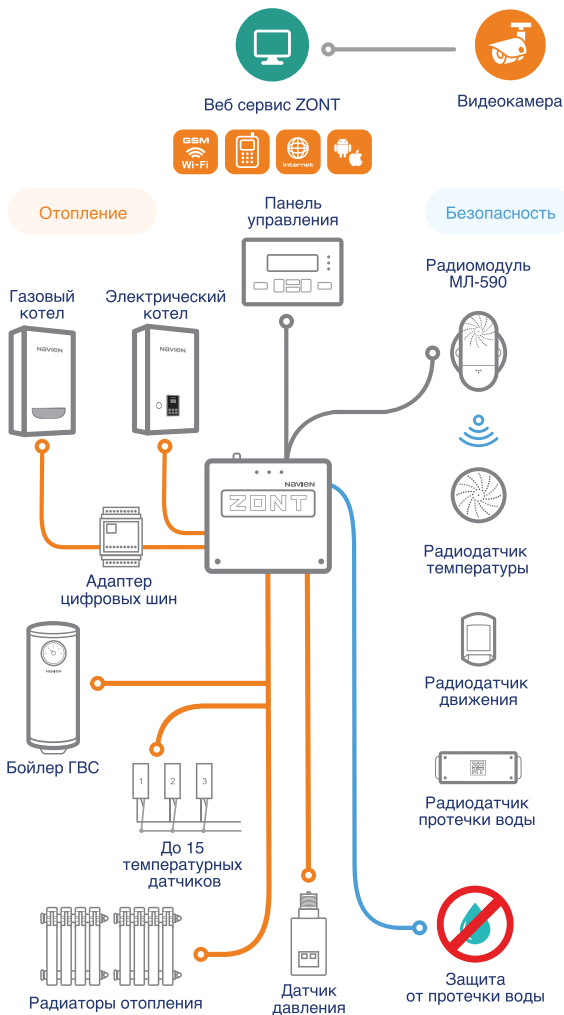 Веб сервис ZONT
Видеокамера
GSM
Wi-Fi
internet
Отопление
Панель
управления
Безопасность
Газовый
котел
Электрический
котел
Радиомодуль
МЛ-590
NAVIEN
NAVIEN
NAVIEN
ZONT
Адаптер
цифровых шин
Радиодатчик
температуры
NAVIEN
Бойлер ГВС
Радиодатчик
движения
1 2 3
До 15
температурных
датчиков
Радиодатчик
протечки воды
Радиаторы отопления
Датчик
давления
Защита
от протечки воды